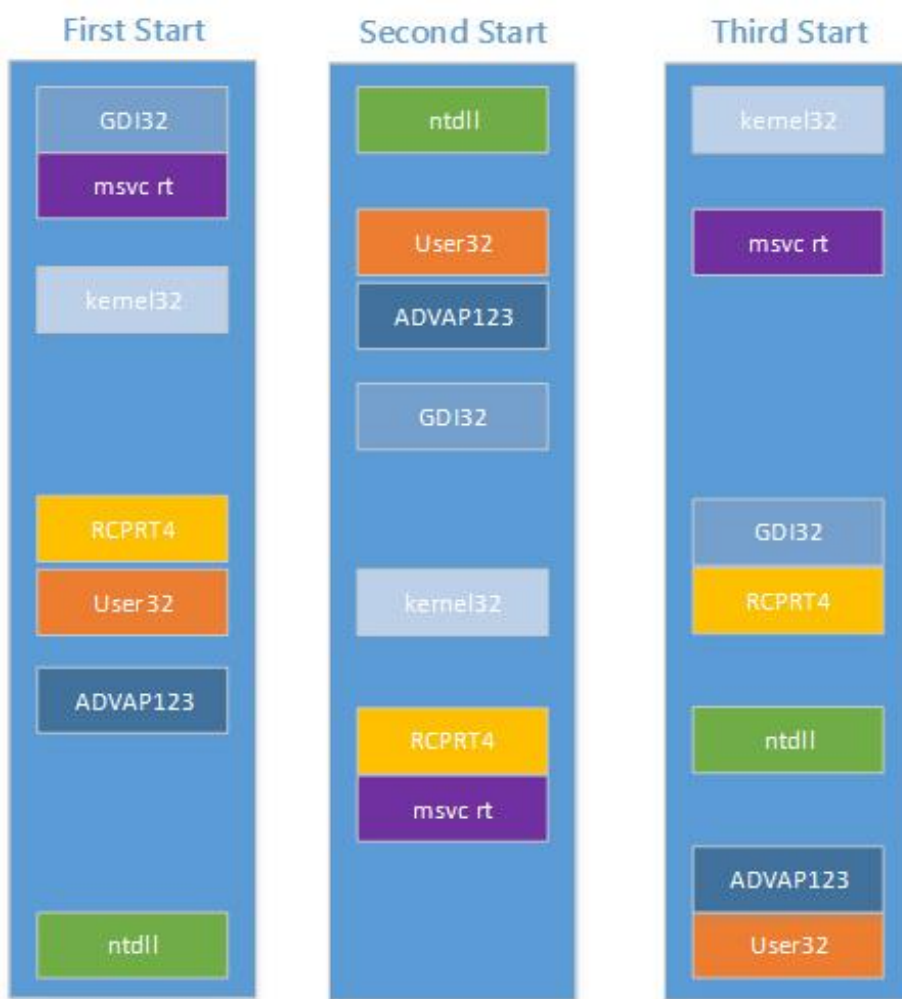 First Start
GDI32
msvc rt
kernel32
RCPRT4
User32
ADVAP123
ntdll
Second Start
ntdll
User32
ADVAP123
GDI32
kernel32
RCPRT4
msvc rt
Third Start
kernel32
msvc rt
GDI32
RCPRT4
ntdll
ADVAP123
User32